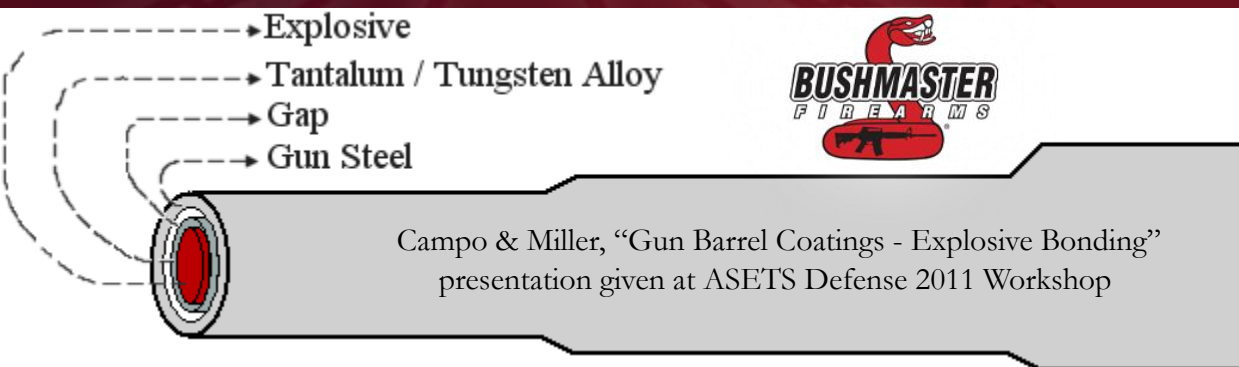 Explosive
Tantalum / Tungsten Alloy
Gap
Gun Steel
BUSHMASTER
FIREARMS
Campo & Miller, “Gun Barrel Coatings - Explosive Bonding”
presentation given at ASETS Defense 2011 Workshop